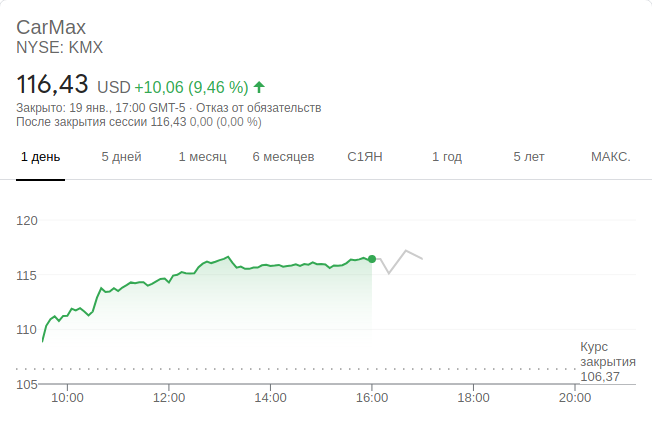 CarMax
NYSE: KMX
116,43 USD +10,06 (9,46 %)
Закрыто: 19 янв., 17:00 GMT-5 · Отказ от обязательств
После закрытия сессии 116,43 0,00 (0,00 %)
1 день 5 дней 1 месяц 6 месяцев С1ЯН 1 год 5 лет МАКС.
120
115
110
Курс
закрытия
106,37
105
10:00 12:00 14:00 16:00 18:00 20:00